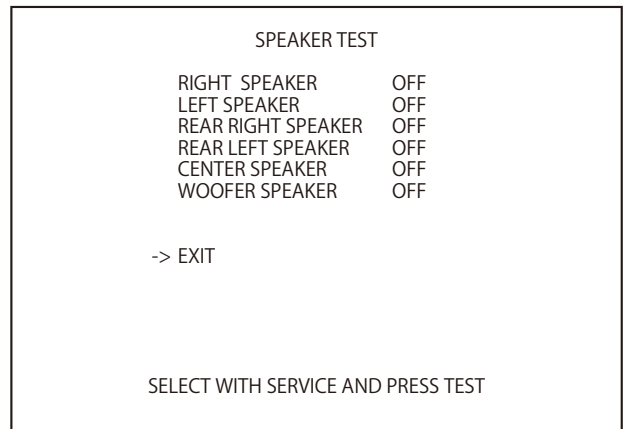 SPEAKER TEST
RIGHT SPEAKER OFF
LEFT SPEAKER OFF
REAR RIGHT SPEAKER OFF
REAR LEFT SPEAKER OFF
CENTER SPEAKER OFF
WOOFER SPEAKER OFF
-> EXIT
SELECT WITH SERVICE AND PRESS TEST